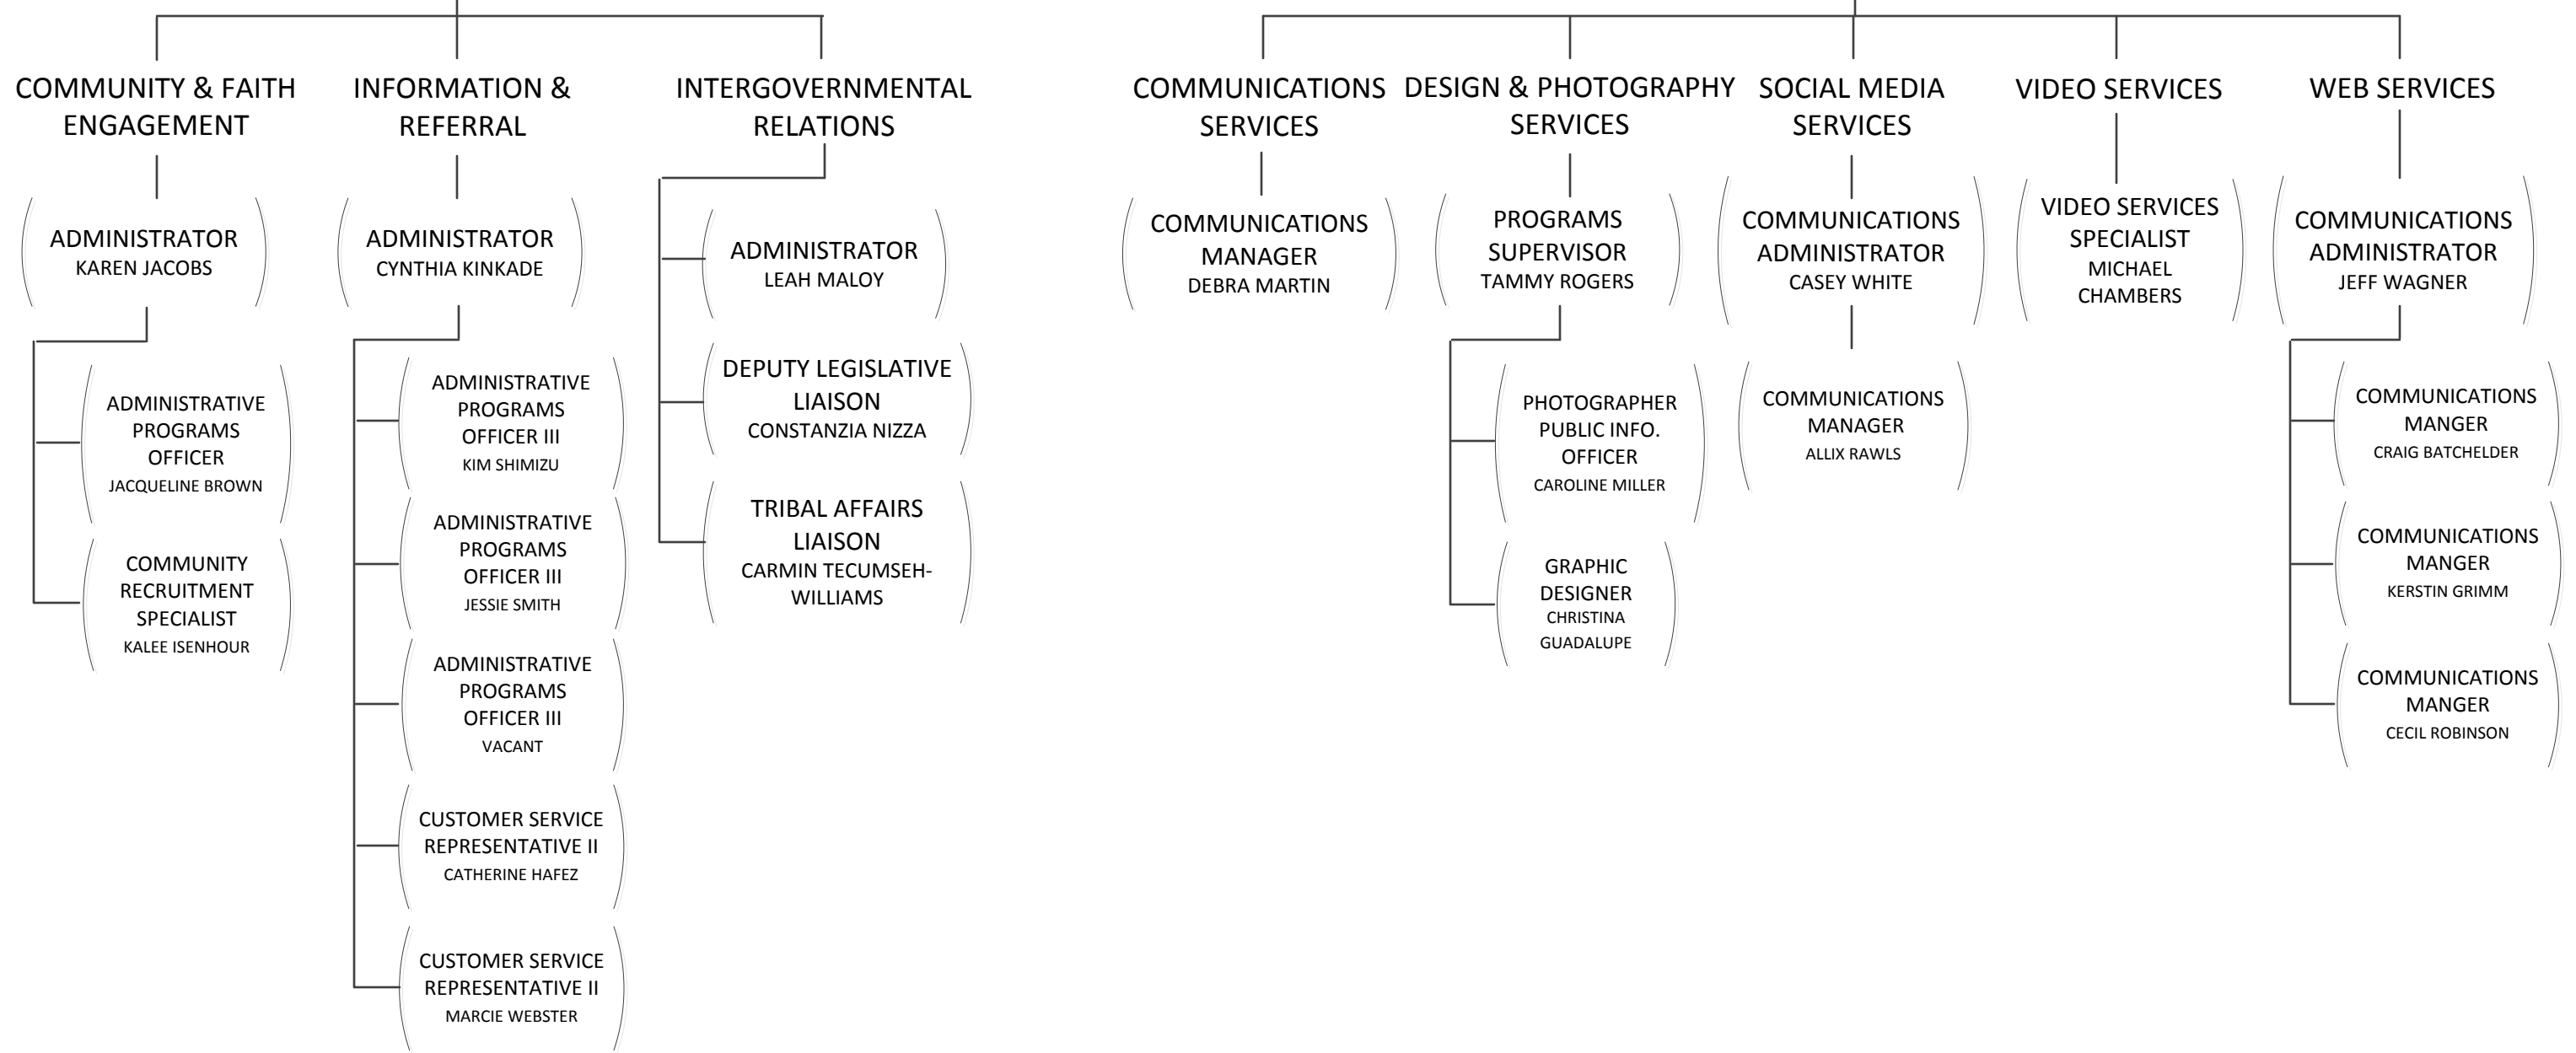 COMMUNITY & FAITH
ENGAGEMENT
ADMINISTRATOR
KAREN JACOBS
ADMINISTRATIVE
PROGRAMS
OFFICER
JACQUELINE BROWN
COMMUNITY
RECRUITMENT
SPECIALIST
KALEE ISENHOUR
INFORMATION &
REFERRAL
ADMINISTRATOR
CYNTHIA KINKADE
ADMINISTRATIVE
PROGRAMS
OFFICER III
KIM SHIMIZU
ADMINISTRATIVE
PROGRAMS
OFFICER III
JESSIE SMITH
ADMINISTRATIVE
PROGRAMS
OFFICER III
VACANT
CUSTOMER SERVICE
REPRESENTATIVE II
CATHERINE HAFEZ
CUSTOMER SERVICE
REPRESENTATIVE II
MARCIE WEBSTER
INTERGOVERNMENTAL
RELATIONS
ADMINISTRATOR
LEAH MALOY
DEPUTY LEGISLATIVE
LIAISON
CONSTANZIA NIZZA
TRIBAL AFFAIRS
LIAISON
CARMIN TECUMSEH-
WILLIAMS
COMMUNICATIONS
SERVICES
COMMUNICATIONS
MANAGER
DEBRA MARTIN
DESIGN & PHOTOGRAPHY
SERVICES
PROGRAMS
SUPERVISOR
TAMMY ROGERS
PHOTOGRAPHER
PUBLIC INFO.
OFFICER
CAROLINE MILLER
GRAPHIC
DESIGNER
CHRISTINA
GUADALUPE
SOCIAL MEDIA
SERVICES
COMMUNICATIONS
ADMINISTRATOR
CASEY WHITE
COMMUNICATIONS
MANAGER
ALLIX RAWLS
VIDEO SERVICES
VIDEO SERVICES
SPECIALIST
MICHAEL
CHAMBERS
WEB SERVICES
COMMUNICATIONS
ADMINISTRATOR
JEFF WAGNER
COMMUNICATIONS
MANGER
CRAIG BATCHELDER
COMMUNICATIONS
MANGER
KERSTIN GRIMM
COMMUNICATIONS
MANGER
CECIL ROBINSON